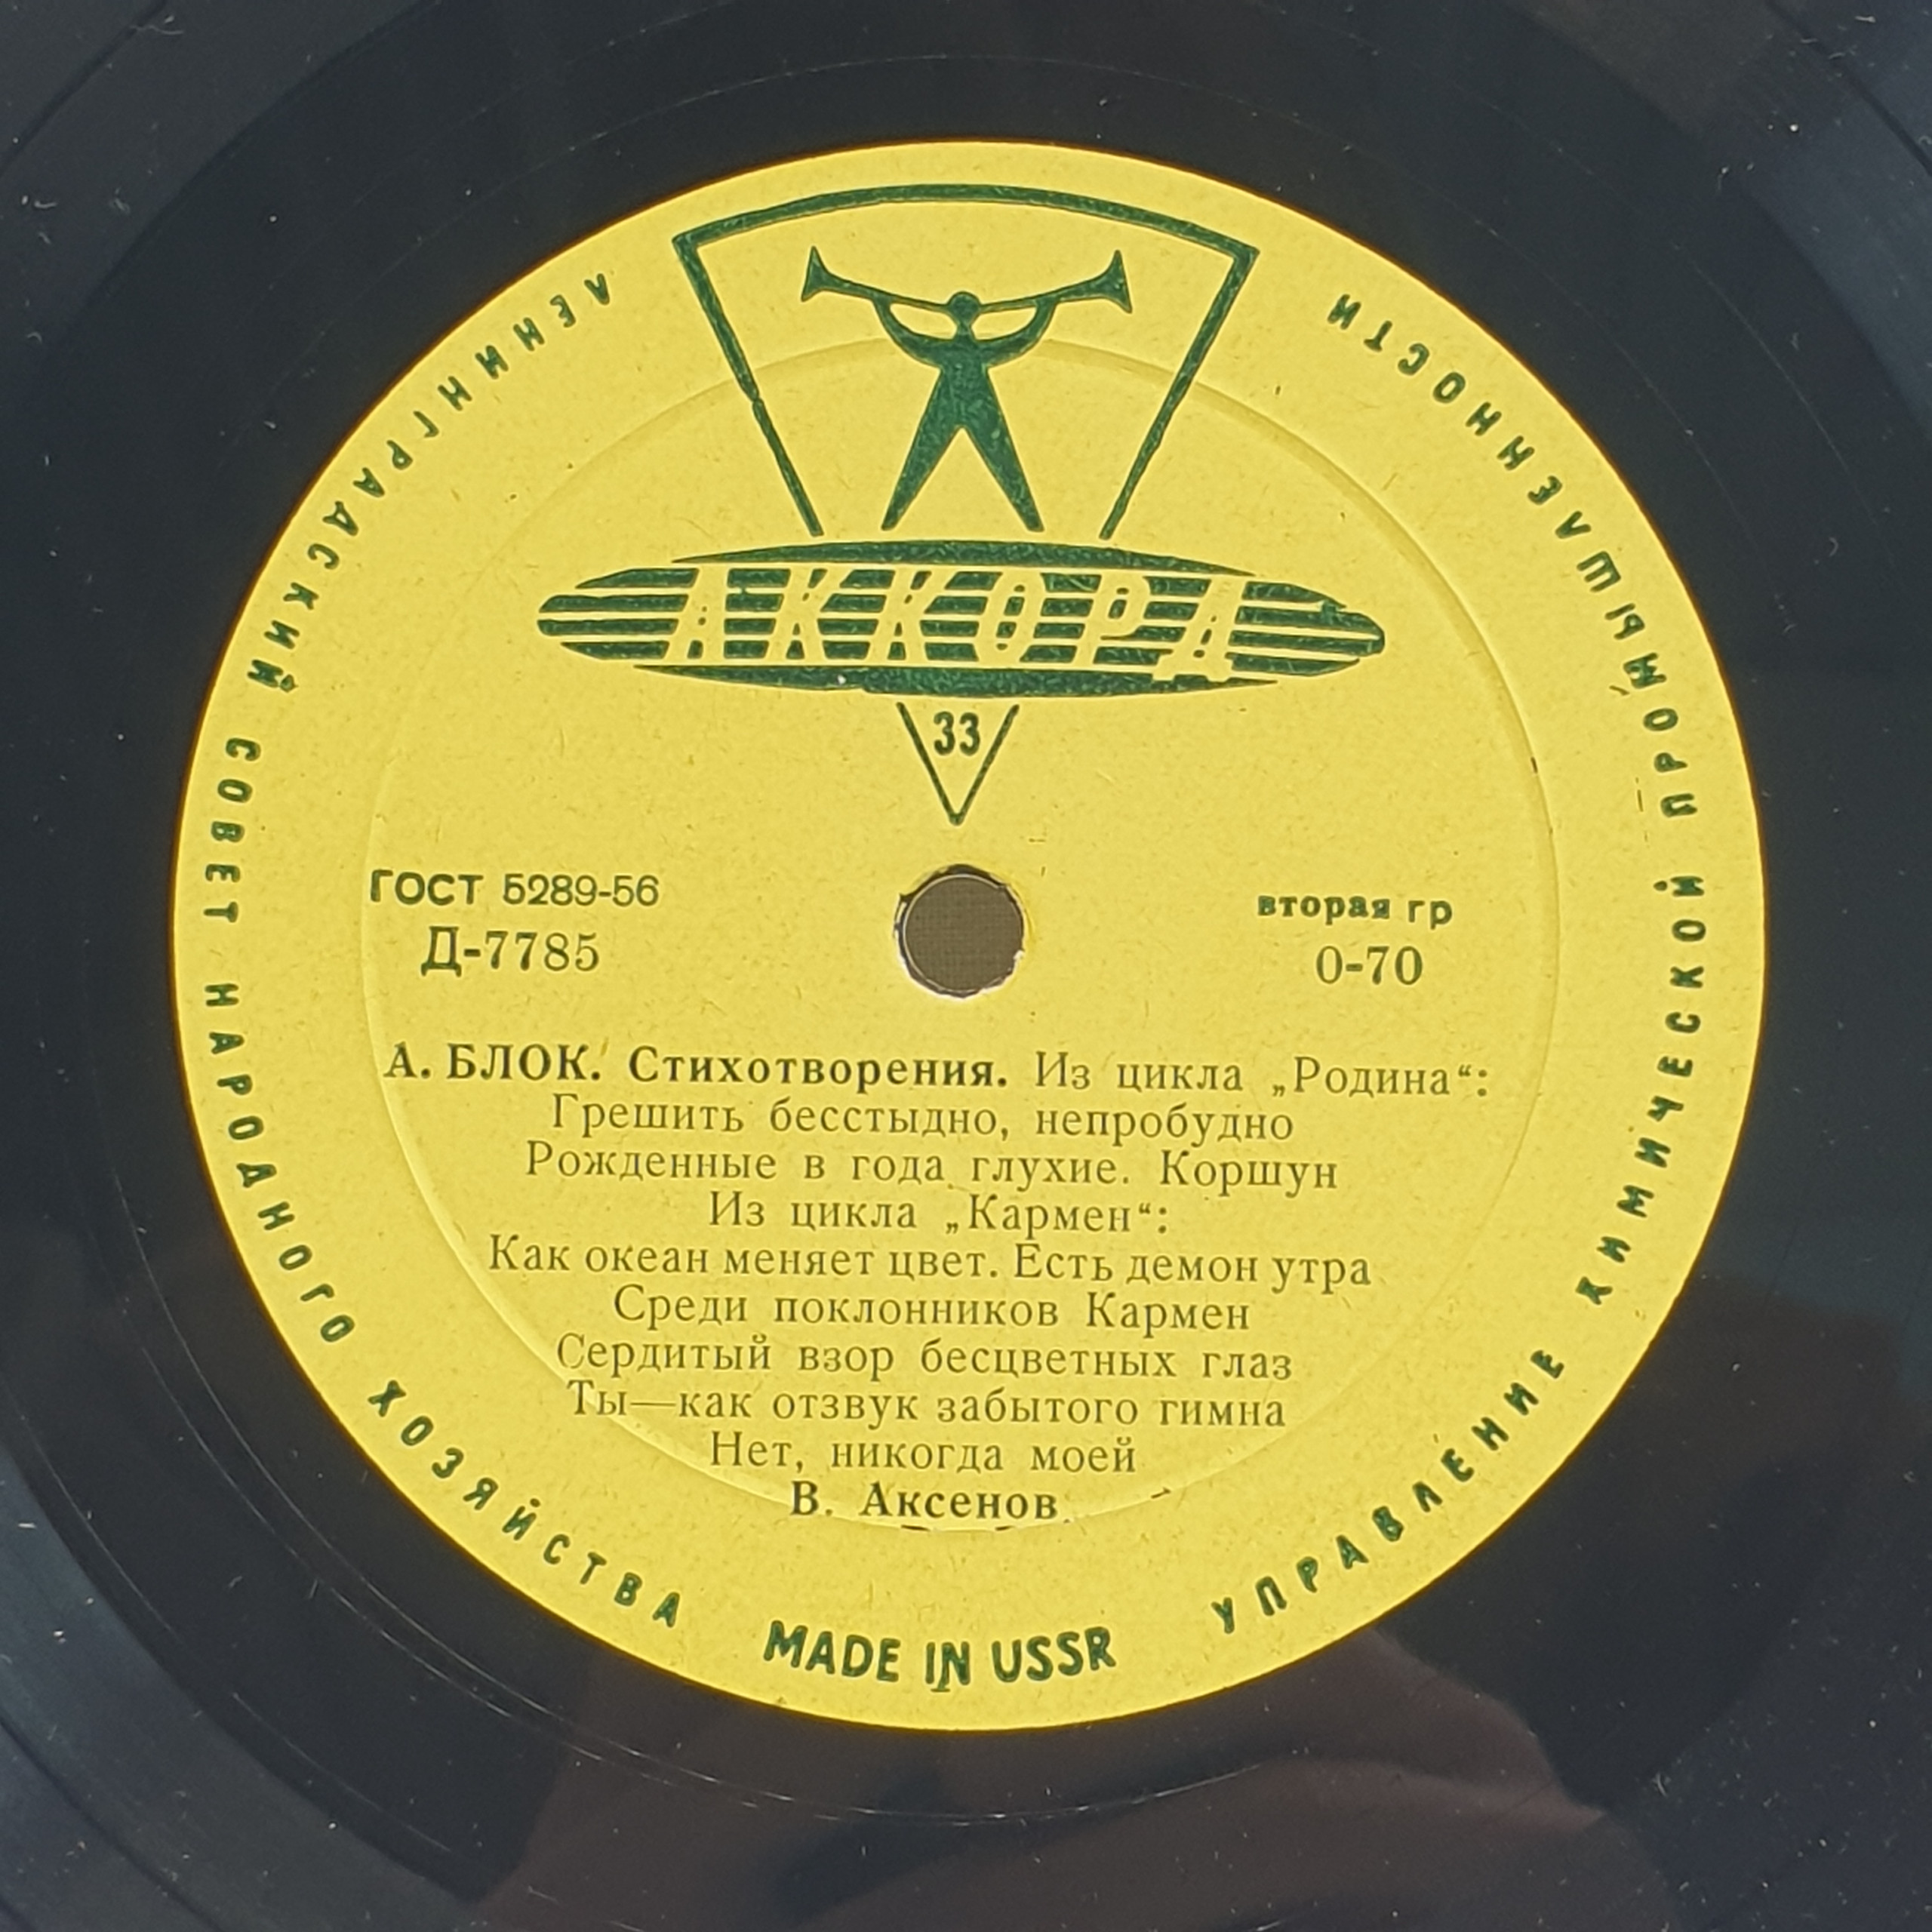 ЛЕНИНГРАДСКИЙ СОВЕТ НАРОДНОГО ХОЗЯЙСТВА
АККОРД
33
ГОСТ 5289-56
Д-7785
вторая гр
0-70
А. БЛОК. Стихотворения. Из цикла „Родина“:
Грешить бесстыдно, непробудно
Рожденные в года глухие. Коршун
Из цикла „Кармен“:
Как океан меняет цвет. Есть демон утра
Среди поклонников Кармен
Сердитый взор бесцветных глаз
Ты—как отзвук забытого гимна
Нет, никогда моей
В. Аксенов
MADE IN USSR
УПРАВЛЕНИЕ ХИМИЧЕСКОЙ ПРОМЫШЛЕННОСТИ